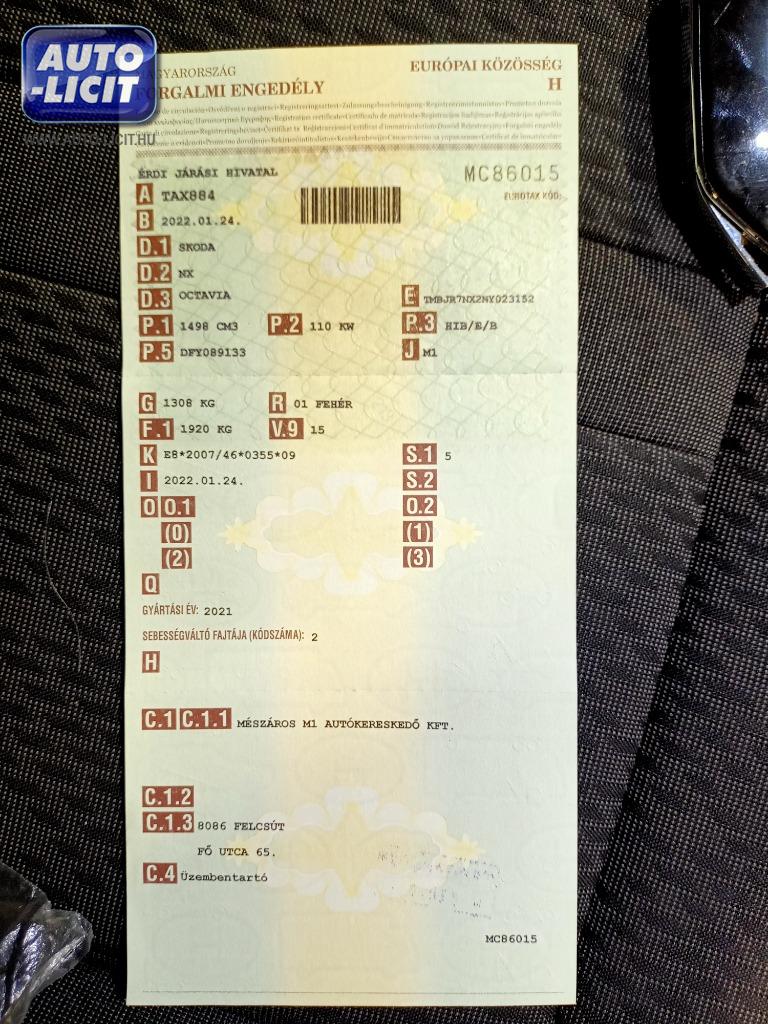 AUTO
-LICIT
MAGYARORSZÁG
EURÓPAI KÖZÖSSÉG
FORGALMI ENGEDÉLY
H
ÉRDI JÁRÁSI HIVATAL
MC86015
A TAX884
EUROTAX KÓD:
B 2022.01.24.
D.1 SKODA
D.2 NX
D.3 OCTAVIA
E TMBJR7NX2NY023152
P.1 1498 CM3 P.2 110 KW P.3 HIB/E/B
P.5 DFY089133 J M1
G 1308 KG R 01 FEHÉR
F.1 1920 KG V.9 15
K E8*2007/46*0355*09 S.1 5
I 2022.01.24. S.2
O O.1 O.2
(0) (1)
(2) (3)
Q
GYÁRTÁSI ÉV: 2021
SEBESSÉGVÁLTÓ FAJTÁJA (KÓDSZÁMA): 2
H
C.1 C.1.1 MÉSZÁROS M1 AUTÓKERESKEDŐ KFT.
C.1.2
C.1.3 8086 FELCSÚT
FŐ UTCA 65.
C.4 Üzembentartó
MC86015